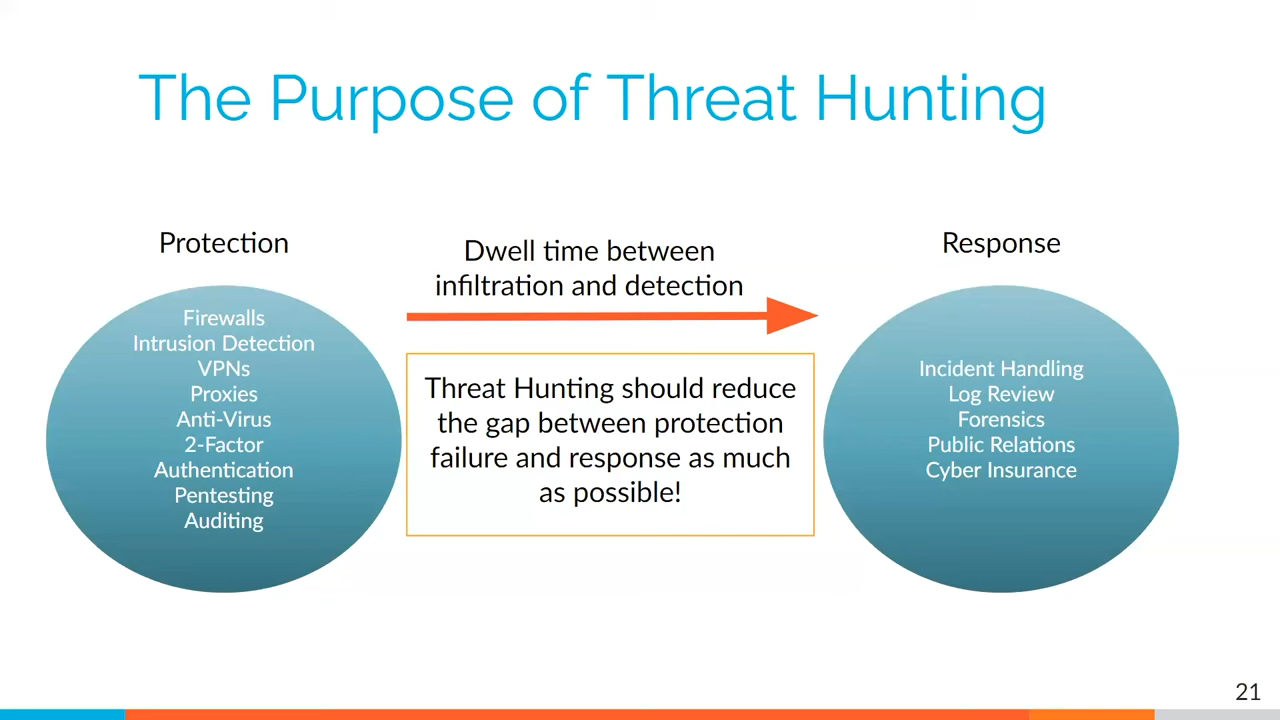 The Purpose of Threat Hunting
Protection
Firewalls
Intrusion Detection
VPNs
Proxies
Anti-Virus
2-Factor
Authentication
Pentesting
Auditing
Dwell time between
infiltration and detection
Threat Hunting should reduce
the gap between protection
failure and response as much
as possible!
Response
Incident Handling
Log Review
Forensics
Public Relations
Cyber Insurance
21